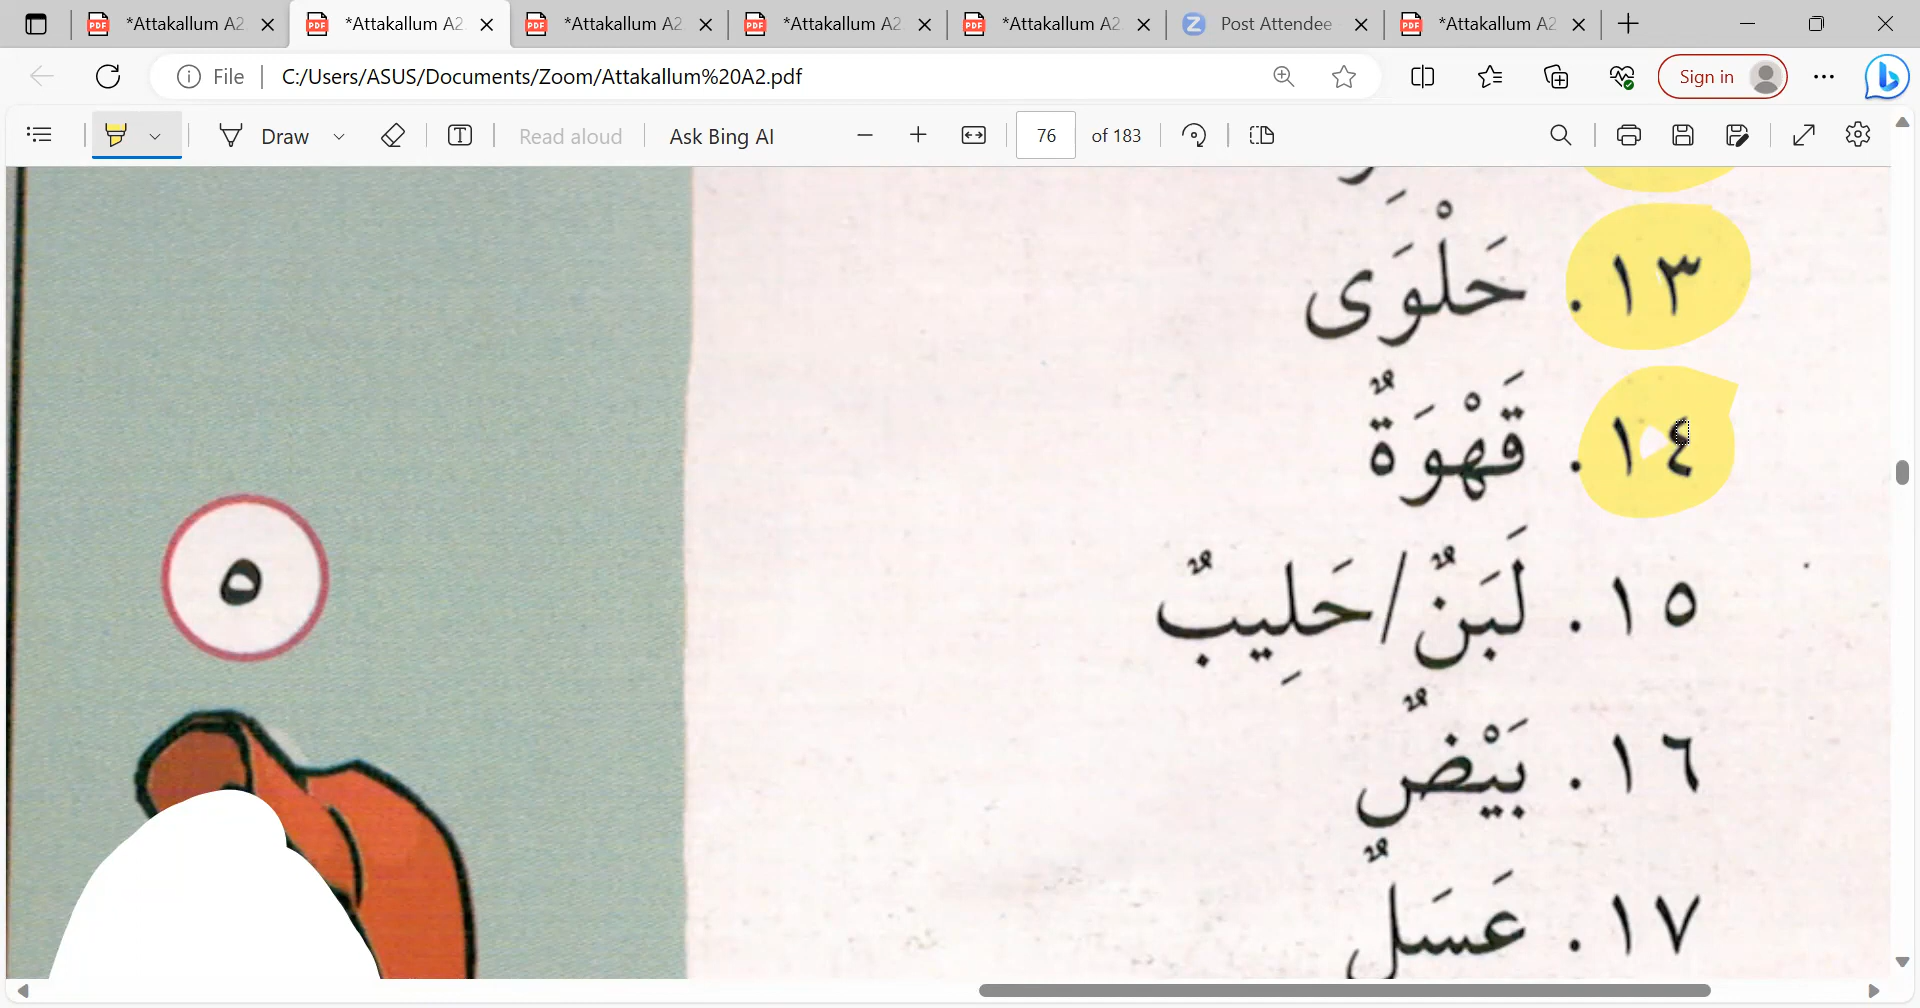 *Attakallum A2
*Attakallum A2
*Attakallum A2
*Attakallum A2
*Attakallum A2
Post Attendee
*Attakallum A2
File
C:/Users/ASUS/Documents/Zoom/Attakallum%20A2.pdf
Sign in
Draw
Read aloud
Ask Bing AI
76
of 183
١٣. حَلْوَى
١٤. قَهْوَةٌ
١٥. لَبَنٌ/حَلِيبٌ
١٦. بَيْضٌ
١٧. عَسَلٌ
٥